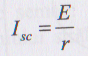 I_sc = E/r